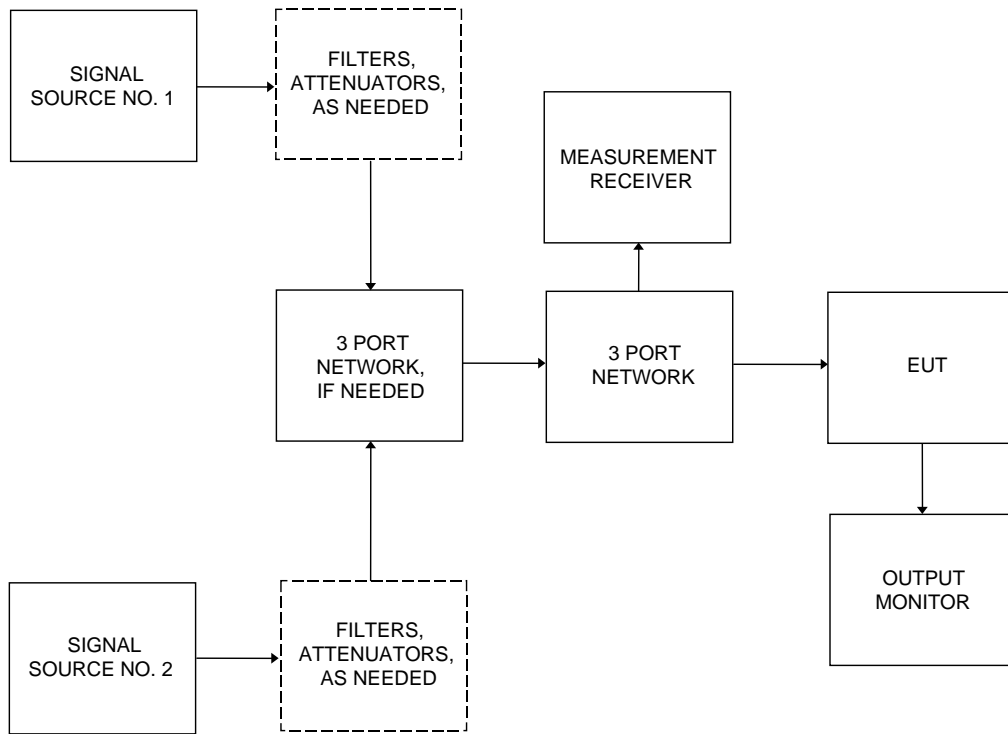 SIGNAL
SOURCE NO. 1
FILTERS,
ATTENUATORS,
AS NEEDED
MEASUREMENT
RECEIVER
3 PORT
NETWORK,
IF NEEDED
3 PORT
NETWORK
EUT
SIGNAL
SOURCE NO. 2
FILTERS,
ATTENUATORS,
AS NEEDED
OUTPUT
MONITOR